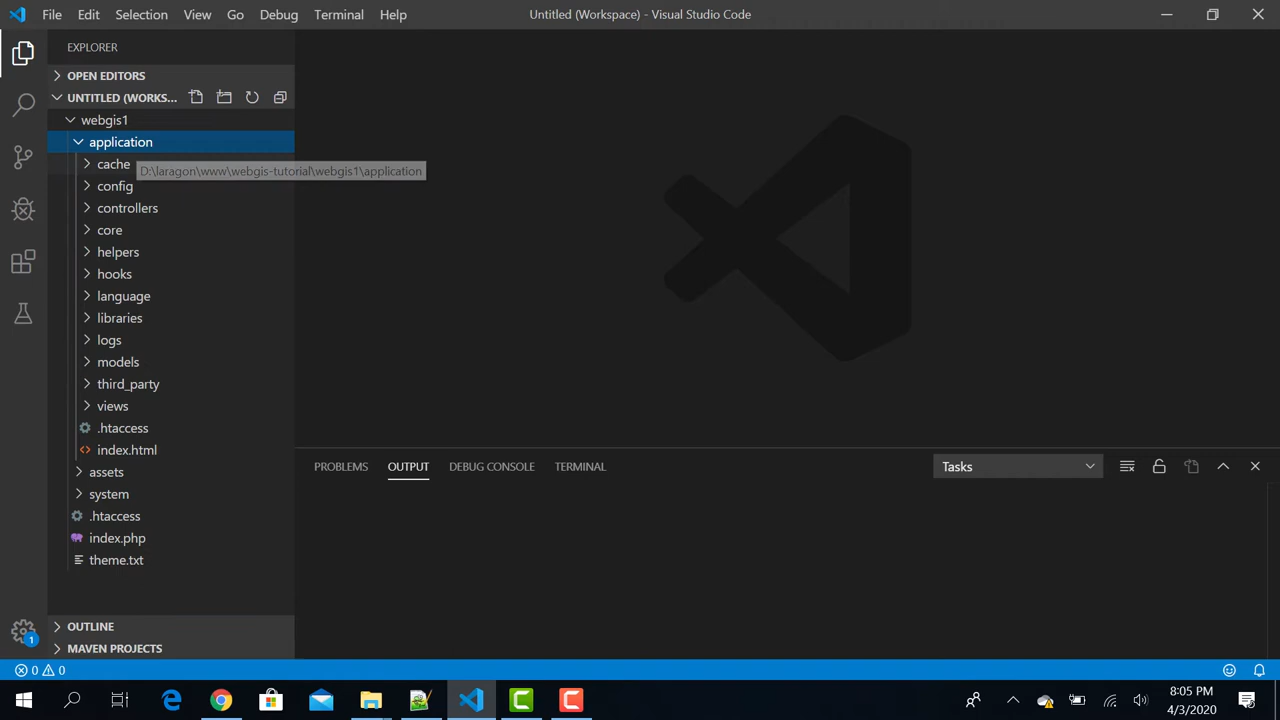 File Edit Selection View Go Debug Terminal Help Untitled (Workspace) - Visual Studio Code
EXPLORER
OPEN EDITORS
UNTITLED (WORKS...
webgis1
application
cache
D:\laragon\www\webgis-tutorial\webgis1\application
config
controllers
core
helpers
hooks
language
libraries
logs
models
third_party
views
.htaccess
index.html
assets
system
.htaccess
index.php
theme.txt
OUTLINE
MAVEN PROJECTS
PROBLEMS OUTPUT DEBUG CONSOLE TERMINAL Tasks
1
0 0
8:05 PM
4/3/2020